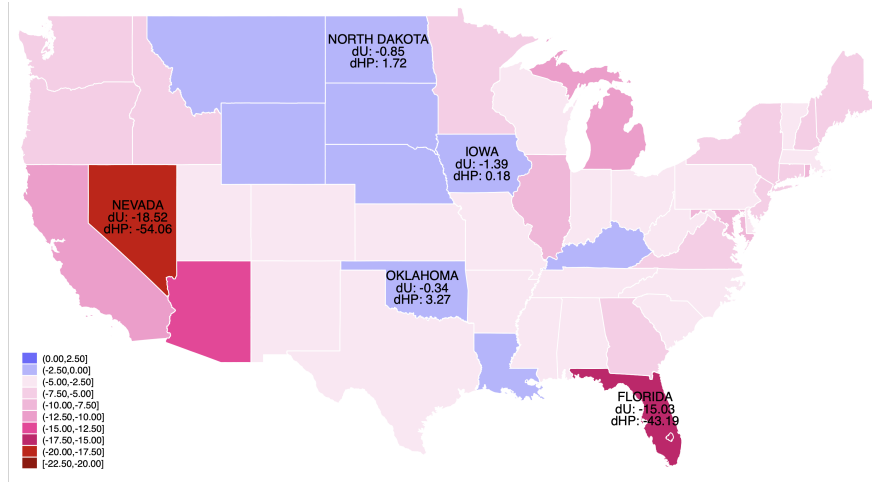 NORTH DAKOTA
dU: -0.85
dHP: 1.72
IOWA
dU: -1.39
dHP: 0.18
NEVADA
dU: -18.52
dHP: -54.06
OKLAHOMA
dU: -0.34
dHP: 3.27
FLORIDA
dU: -15.03
dHP: -43.19
(0.00,2.50]
(-2.50,0.00]
(-5.00,-2.50]
(-7.50,-5.00]
(-10.00,-7.50]
(-12.50,-10.00]
(-15.00,-12.50]
(-17.50,-15.00]
(-20.00,-17.50]
[-22.50,-20.00]